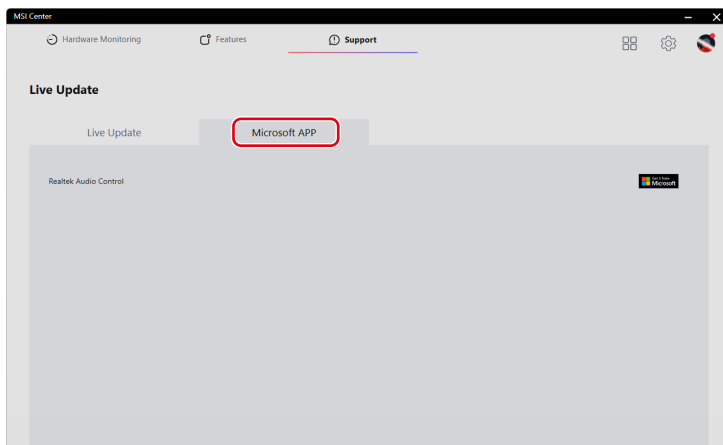 MSI Center
Hardware Monitoring
Features
Support
Live Update
Live Update
Microsoft APP
Realtek Audio Control
Get it from
Microsoft